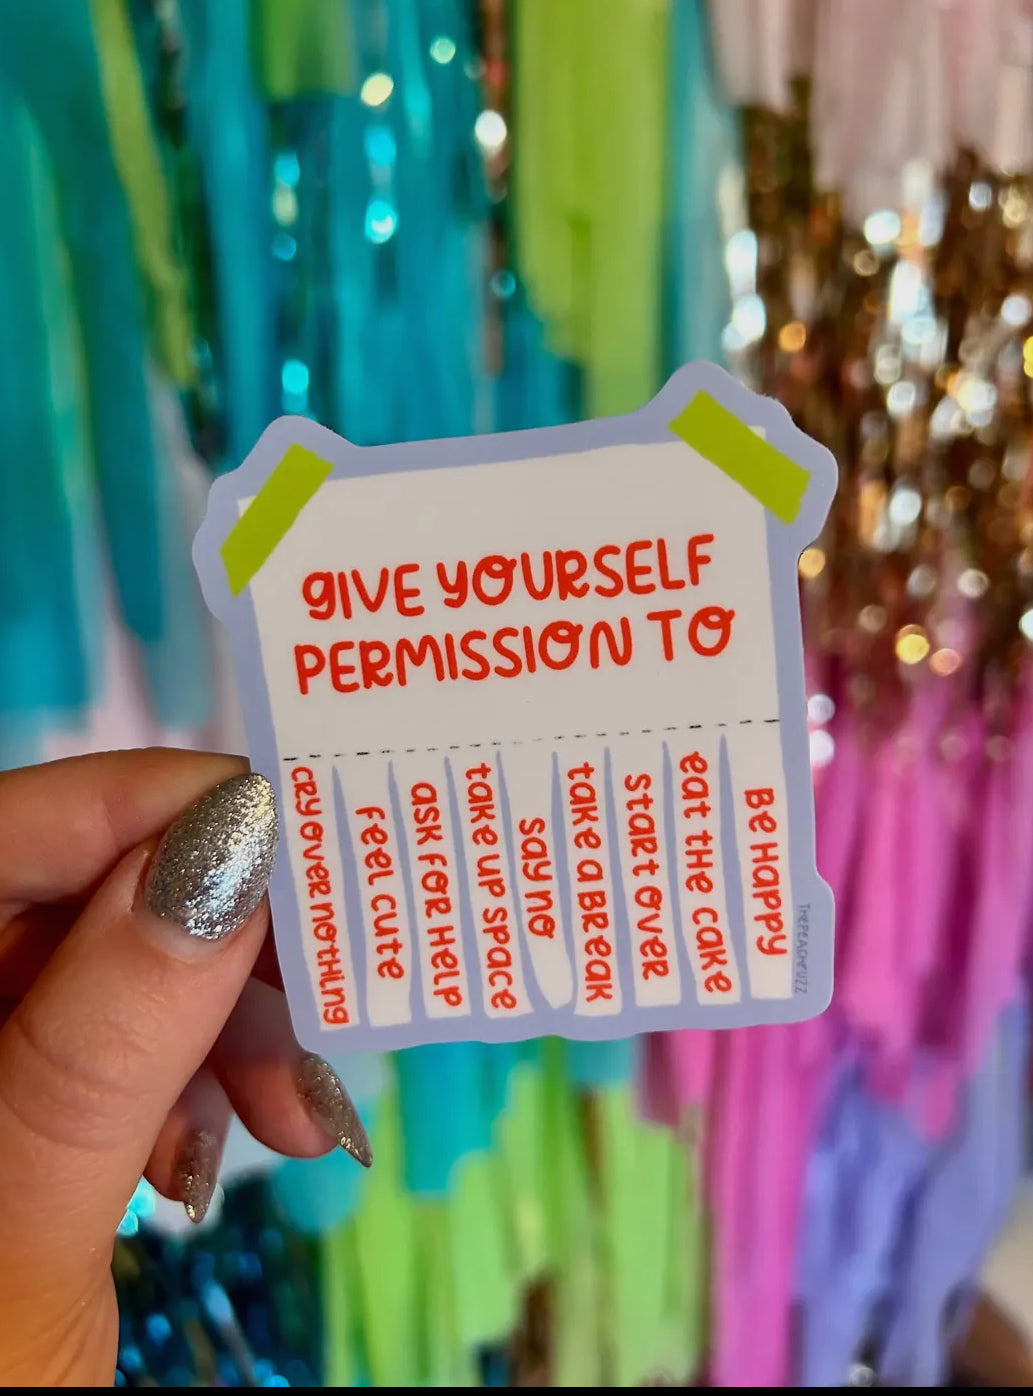 GIVE YOURSELF
PERMISSION TO
cry over nothing
feel cute
ask for help
take up space
say no
take a break
start over
eat the cake
Be Happy
THEPEACHFUZZ